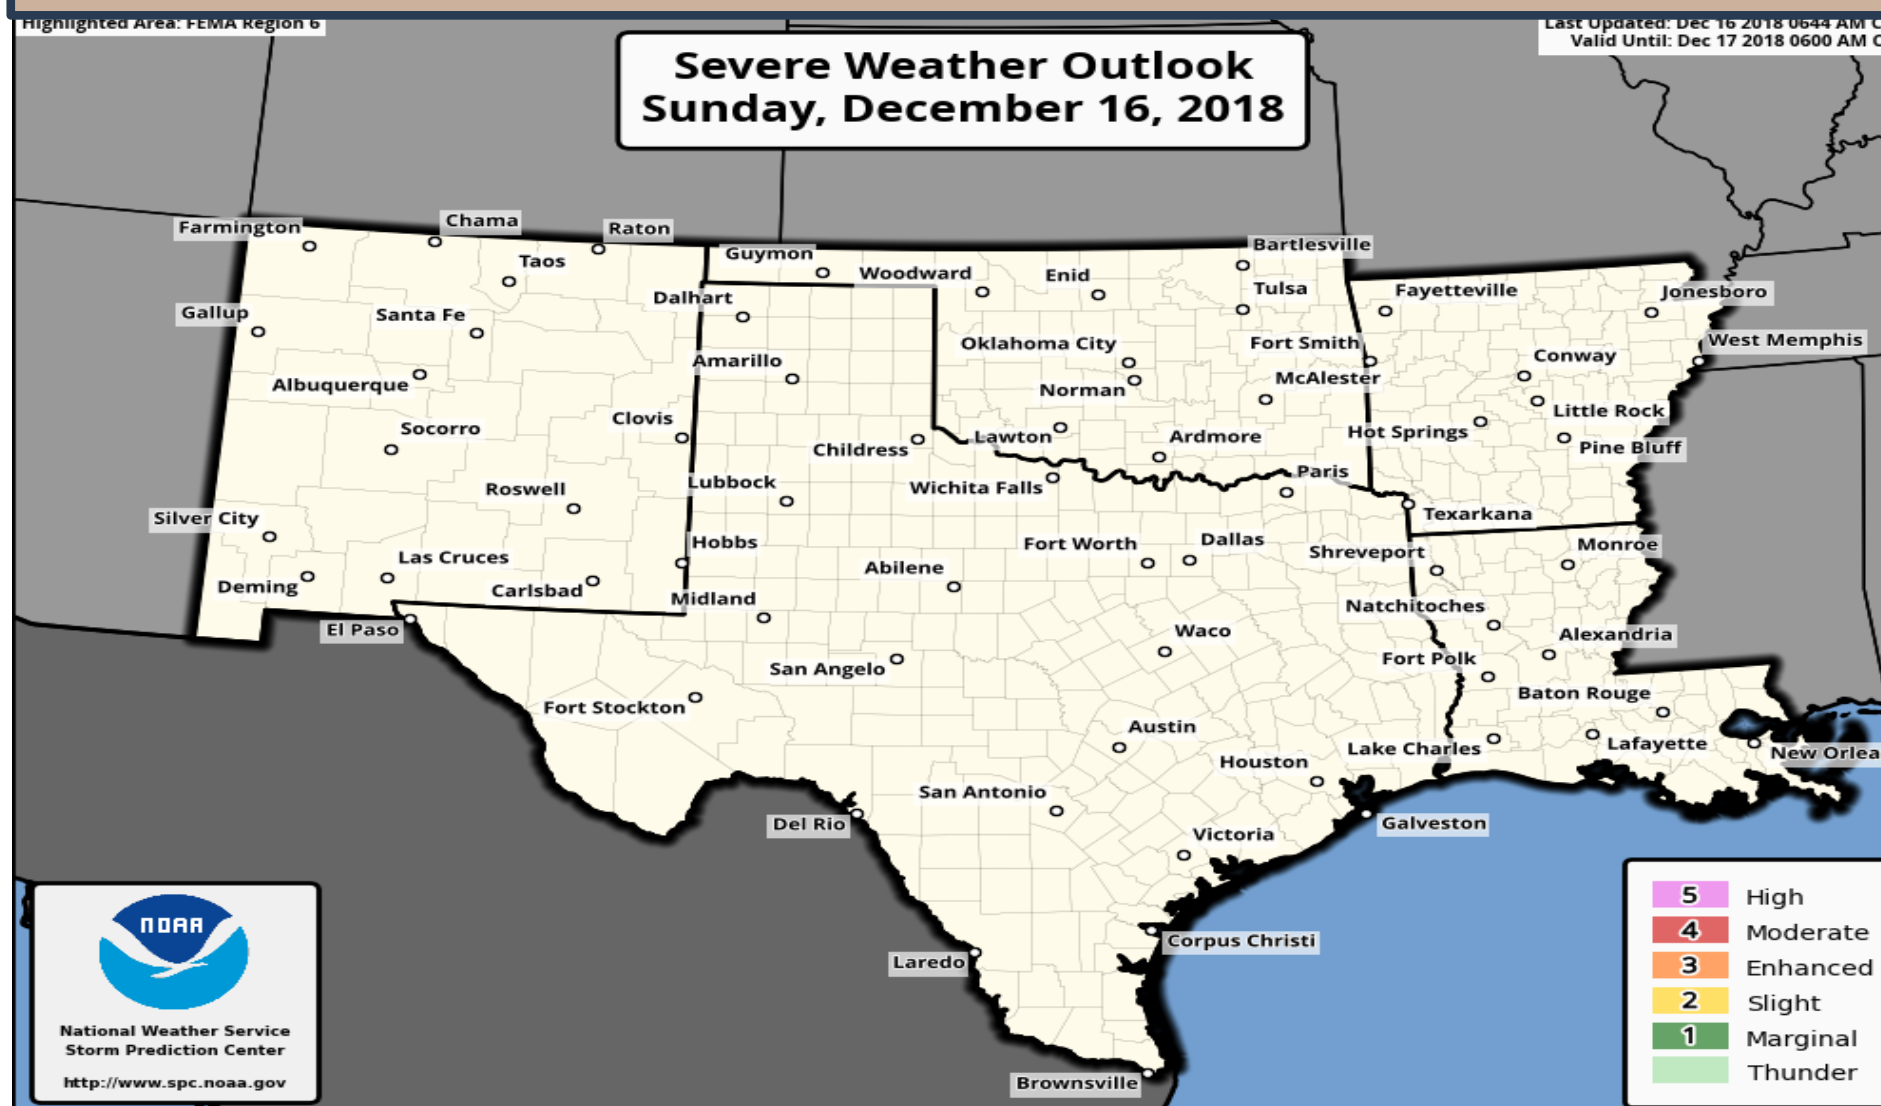 Highlighted Area: FEMA Region 6
Last Updated: Dec 16 2018 0644 AM C
Valid Until: Dec 17 2018 0600 AM C
Severe Weather Outlook
Sunday, December 16, 2018
Farmington
Chama
Raton
Taos
Guymon
Woodward
Enid
Bartlesville
Tulsa
Fayetteville
Jonesboro
Gallup
Santa Fe
Dalhart
Amarillo
Oklahoma City
Fort Smith
West Memphis
Conway
Albuquerque
Norman
McAlester
Little Rock
Socorro
Clovis
Childress
Lawton
Ardmore
Hot Springs
Pine Bluff
Roswell
Lubbock
Wichita Falls
Paris
Texarkana
Silver City
Las Cruces
Hobbs
Fort Worth
Dallas
Shreveport
Monroe
Deming
Carlsbad
Midland
Abilene
Natchitoches
El Paso
Waco
Alexandria
San Angelo
Fort Polk
Fort Stockton
Baton Rouge
Austin
Lake Charles
Lafayette
New Orlea
Houston
San Antonio
Del Rio
Victoria
Galveston
Corpus Christi
Laredo
Brownsville
NOAA
National Weather Service
Storm Prediction Center
http://www.spc.noaa.gov
5 High
4 Moderate
3 Enhanced
2 Slight
1 Marginal
Thunder